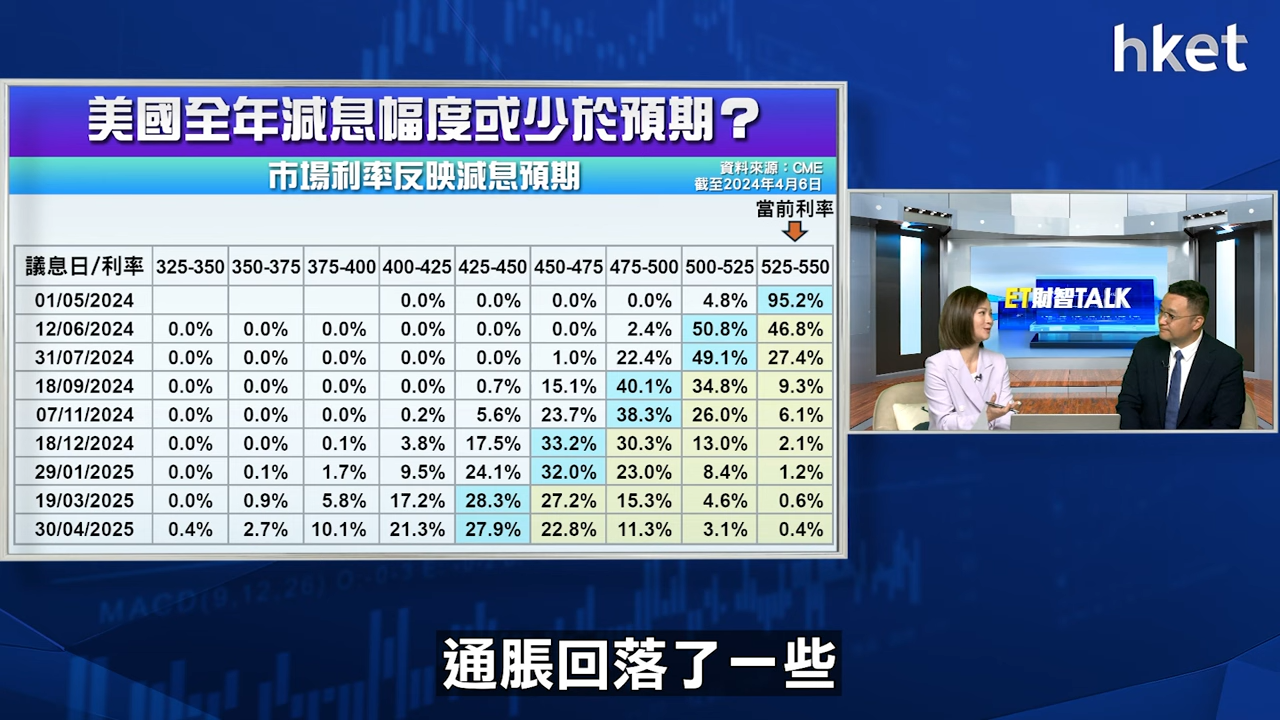 hket
美國全年減息幅度或少於預期？
市場利率反映減息預期
資料來源：CME
截至2024年4月6日
當前利率
議息日/利率 325-350 350-375 375-400 400-425 425-450 450-475 475-500 500-525 525-550
01/05/2024 0.0% 0.0% 0.0% 0.0% 4.8% 95.2%
12/06/2024 0.0% 0.0% 0.0% 0.0% 0.0% 0.0% 2.4% 50.8% 46.8%
31/07/2024 0.0% 0.0% 0.0% 0.0% 0.0% 1.0% 22.4% 49.1% 27.4%
18/09/2024 0.0% 0.0% 0.0% 0.0% 0.7% 15.1% 40.1% 34.8% 9.3%
07/11/2024 0.0% 0.0% 0.0% 0.2% 5.6% 23.7% 38.3% 26.0% 6.1%
18/12/2024 0.0% 0.0% 0.1% 3.8% 17.5% 33.2% 30.3% 13.0% 2.1%
29/01/2025 0.0% 0.1% 1.7% 9.5% 24.1% 32.0% 23.0% 8.4% 1.2%
19/03/2025 0.0% 0.9% 5.8% 17.2% 28.3% 27.2% 15.3% 4.6% 0.6%
30/04/2025 0.4% 2.7% 10.1% 21.3% 27.9% 22.8% 11.3% 3.1% 0.4%
ET財智TALK
MACD(9,12,26)
通脹回落了一些